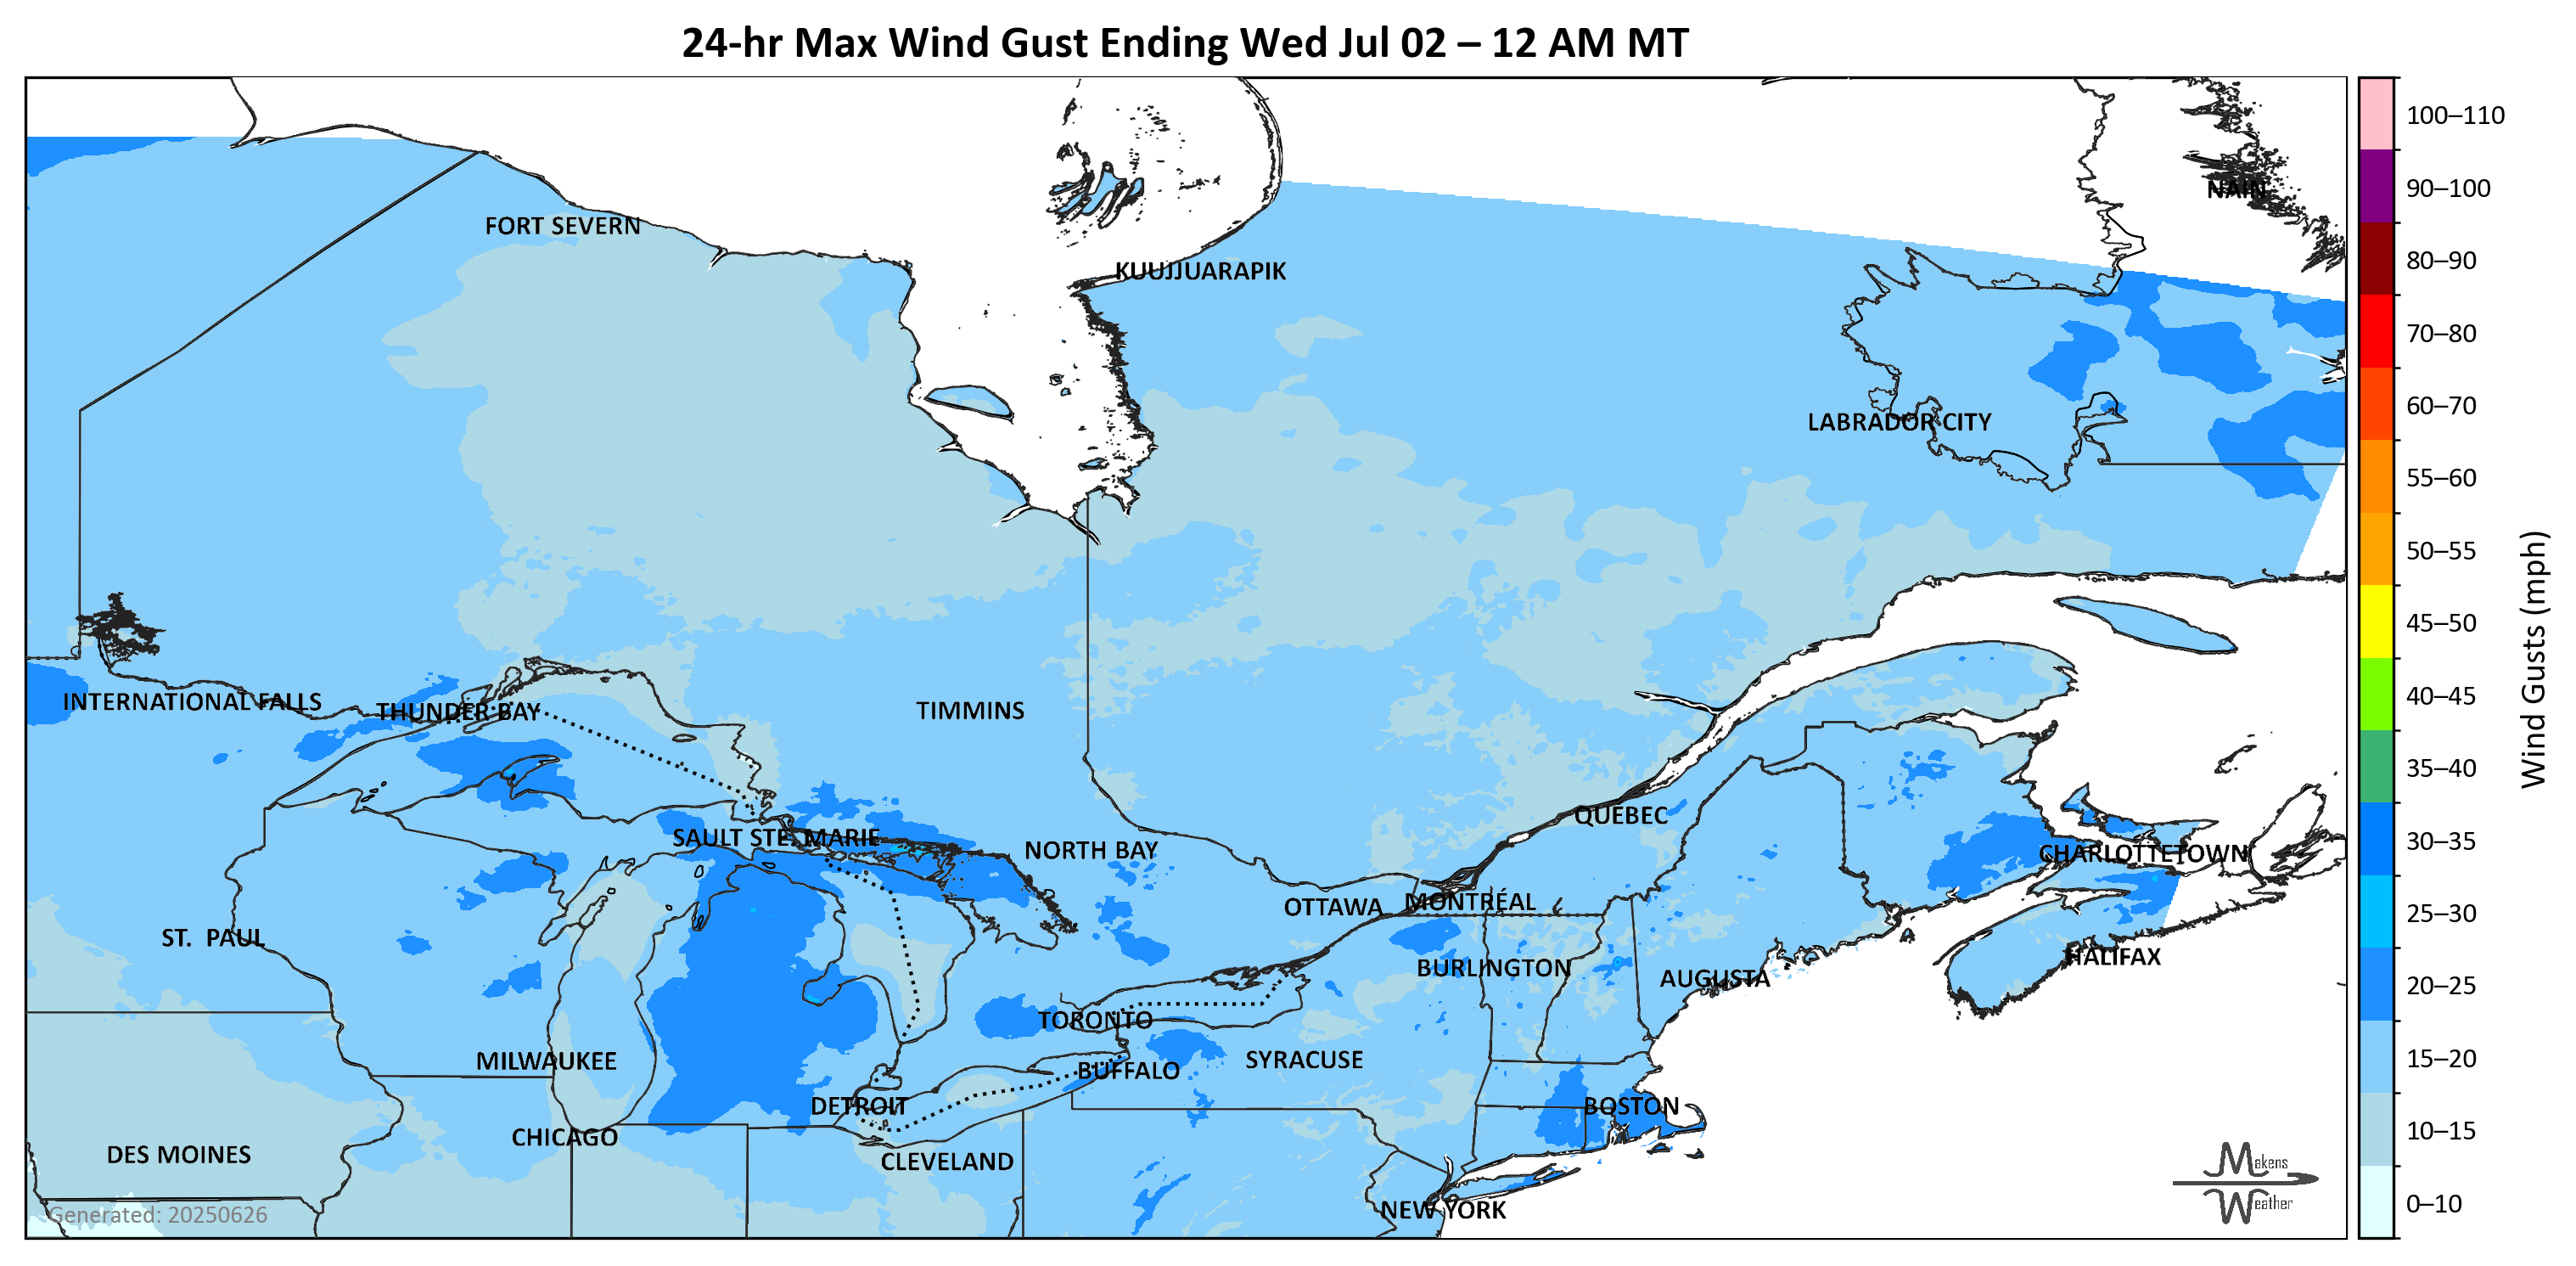 24-hr Max Wind Gust Ending Wed Jul 02 – 12 AM MT
100–110
90–100
80–90
70–80
60–70
55–60
50–55
45–50
40–45
35–40
30–35
25–30
20–25
15–20
10–15
0–10
Wind Gusts (mph)
NAIN
FORT SEVERN
KUUJJUARAPIK
LABRADOR CITY
INTERNATIONAL FALLS
THUNDER BAY
TIMMINS
QUÉBEC
SAULT STE. MARIE
NORTH BAY
CHARLOTTETOWN
OTTAWA
MONTRÉAL
ST. PAUL
BURLINGTON
AUGUSTA
HALIFAX
TORONTO
MILWAUKEE
BUFFALO
SYRACUSE
DETROIT
BOSTON
CHICAGO
DES MOINES
CLEVELAND
NEW YORK
Makens
Weather
Generated: 20250626